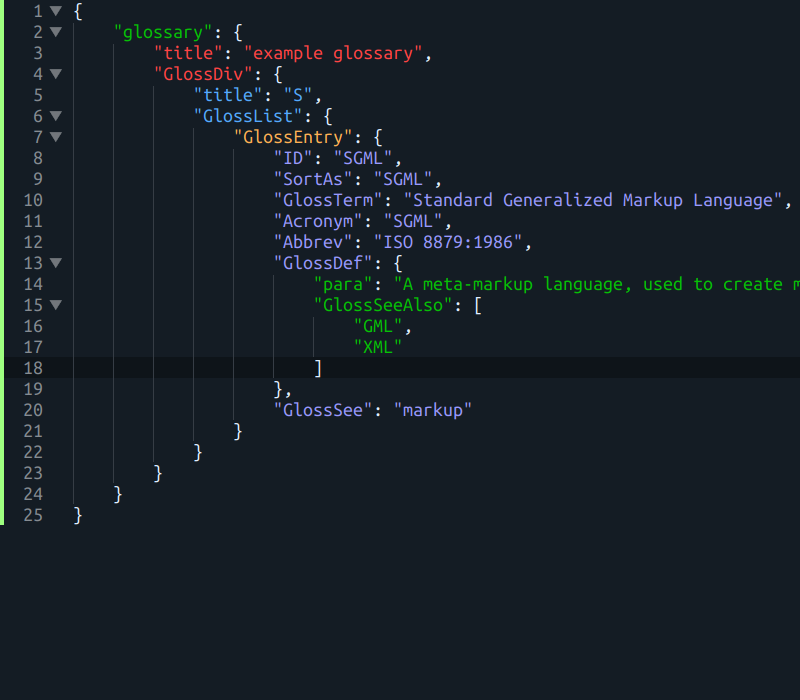 1 {
2 "glossary": {
3 "title": "example glossary",
4 "GlossDiv": {
5 "title": "S",
6 "GlossList": {
7 "GlossEntry": {
8 "ID": "SGML",
9 "SortAs": "SGML",
10 "GlossTerm": "Standard Generalized Markup Language",
11 "Acronym": "SGML",
12 "Abbrev": "ISO 8879:1986",
13 "GlossDef": {
14 "para": "A meta-markup language, used to create
15 "GlossSeeAlso": [
16 "GML",
17 "XML"
18 ]
19 },
20 "GlossSee": "markup"
21 }
22 }
23 }
24 }
25 }